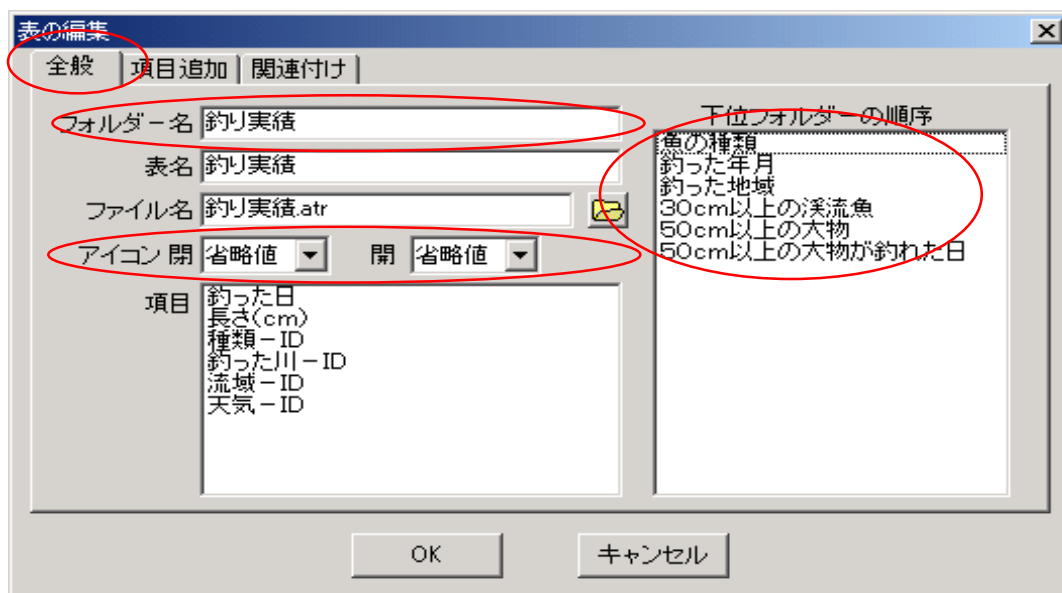 表の編集
全般 項目追加 関連付け
フォルダー名 釣り実績
表名 釣り実績
ファイル名 釣り実績.atr
アイコン 閉 省略値 開 省略値
項目
釣った日
長さ(cm)
種類-ID
釣った川-ID
流域-ID
天気-ID
下位フォルダーの順序
魚の種類
釣った年月
釣った地域
30cm以上の渓流魚
50cm以上の大物
50cm以上の大物が釣れた日
OK キャンセル